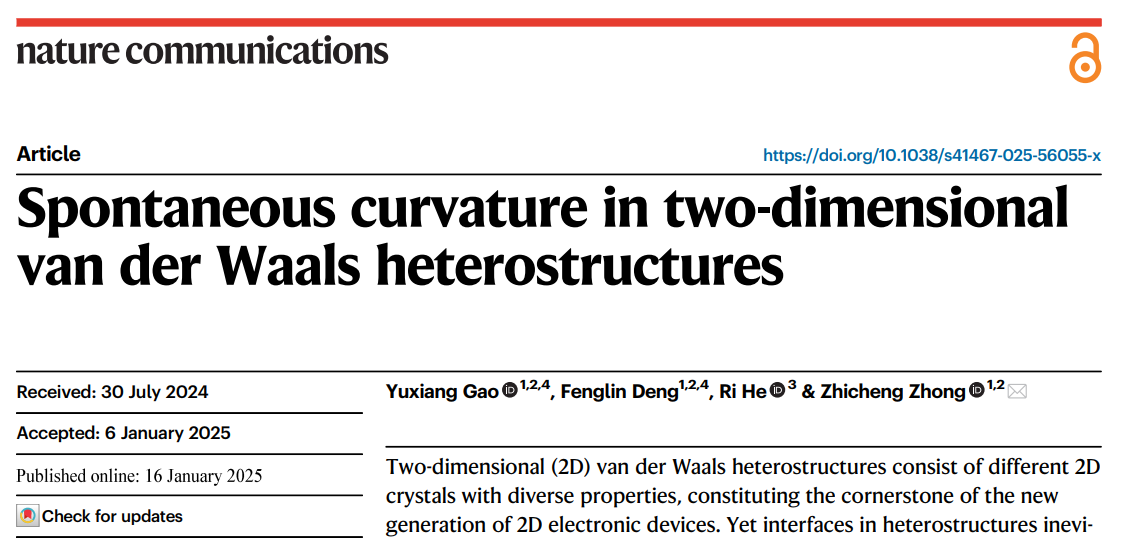 nature communications
Article
https://doi.org/10.1038/s41467-025-56055-x
Spontaneous curvature in two-dimensional
van der Waals heterostructures
Received: 30 July 2024
Accepted: 6 January 2025
Published online: 16 January 2025
Check for updates
Yuxiang Gao iD 1,2,4, Fenglin Deng1,2,4, Ri He iD 3 & Zhicheng Zhong iD 1,2
Two-dimensional (2D) van der Waals heterostructures consist of different 2D
crystals with diverse properties, constituting the cornerstone of the new
generation of 2D electronic devices. Yet interfaces in heterostructures inevi-